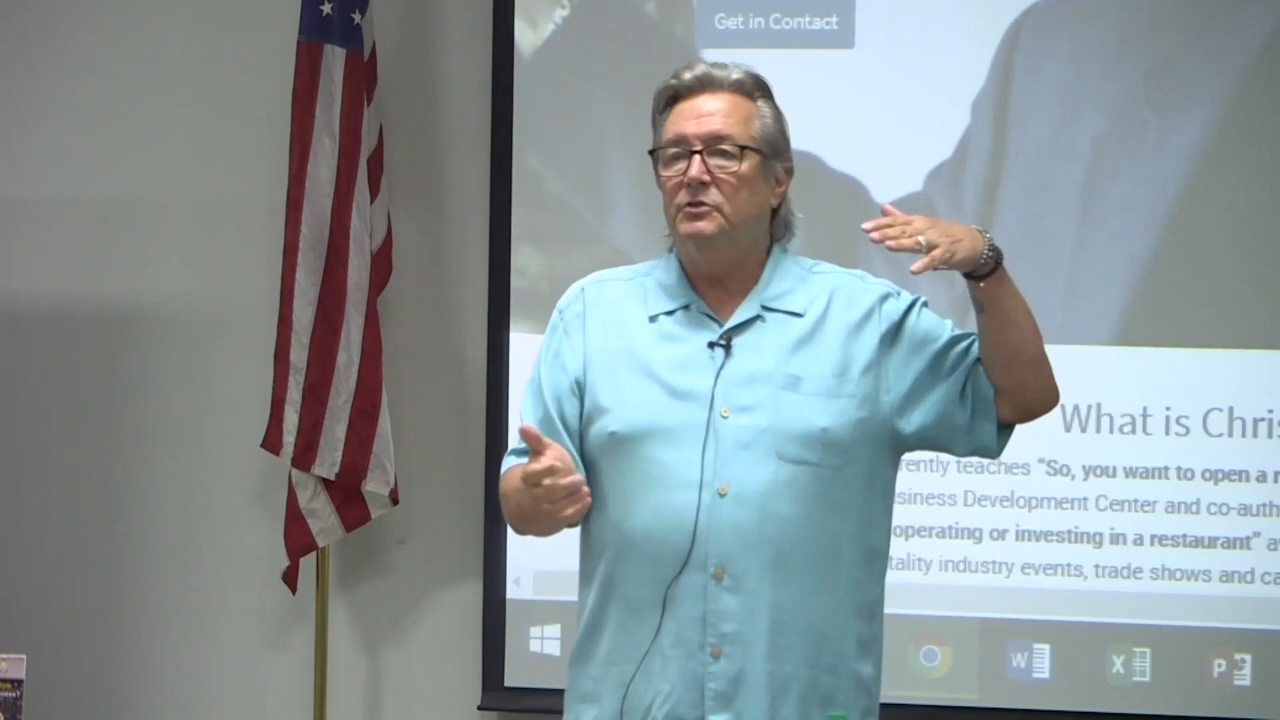 Get in Contact
What is Chris
rently teaches “So, you want to open a r
siness Development Center and co-auth
operating or investing in a restaurant” a
tality industry events, trade shows and ca
W
X
P